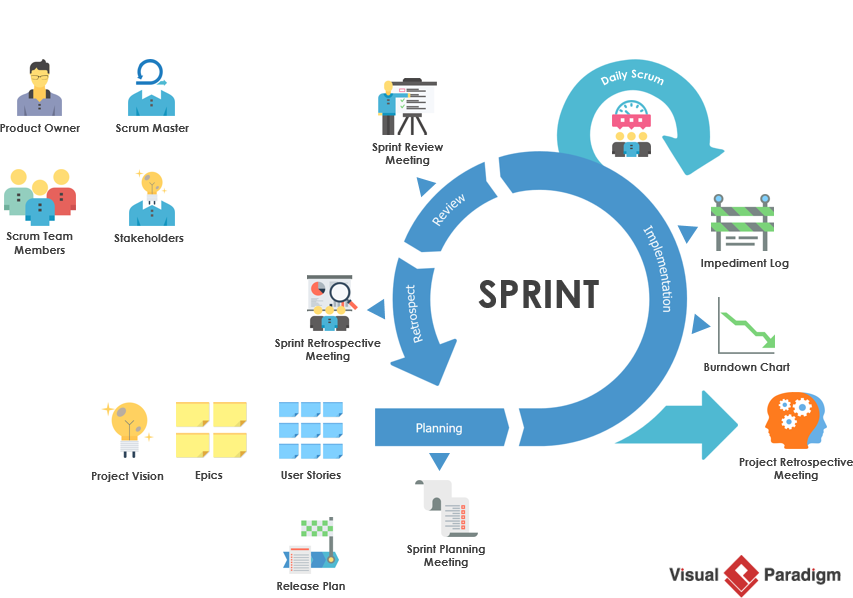 Daily Scrum
Product Owner
Scrum Master
Sprint Review
Meeting
Review
Scrum Team
Members
Stakeholders
Implementation
Impediment Log
SPRINT
Retrospect
Sprint Retrospective
Meeting
Burndown Chart
Planning
Project Vision
Epics
User Stories
Project Retrospective
Meeting
Sprint Planning
Meeting
Release Plan
Visual Paradigm